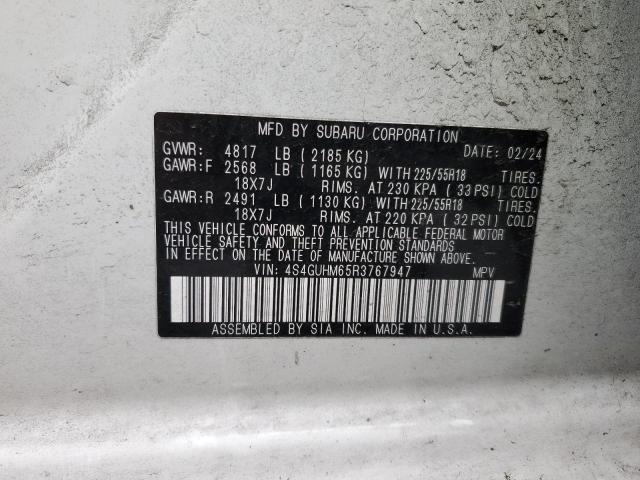 MFD BY SUBARU CORPORATION
GVWR: 4817 LB ( 2185 KG) DATE: 02/24
GAWR:F 2568 LB ( 1165 KG) WITH 225/55R18 TIRES.
18X7J RIMS. AT 230 KPA ( 33 PSI) COLD
GAWR:R 2491 LB ( 1130 KG) WITH 225/55R18 TIRES.
18X7J RIMS. AT 220 KPA ( 32 PSI) COLD
THIS VEHICLE CONFORMS TO ALL APPLICABLE FEDERAL MOTOR
VEHICLE SAFETY AND THEFT PREVENTION STANDARDS
IN EFFECT ON THE DATE OF MANUFACTURE SHOWN ABOVE.
VIN: 4S4GUHM65R3767947 MPV
ASSEMBLED BY SIA INC. MADE IN U.S.A.